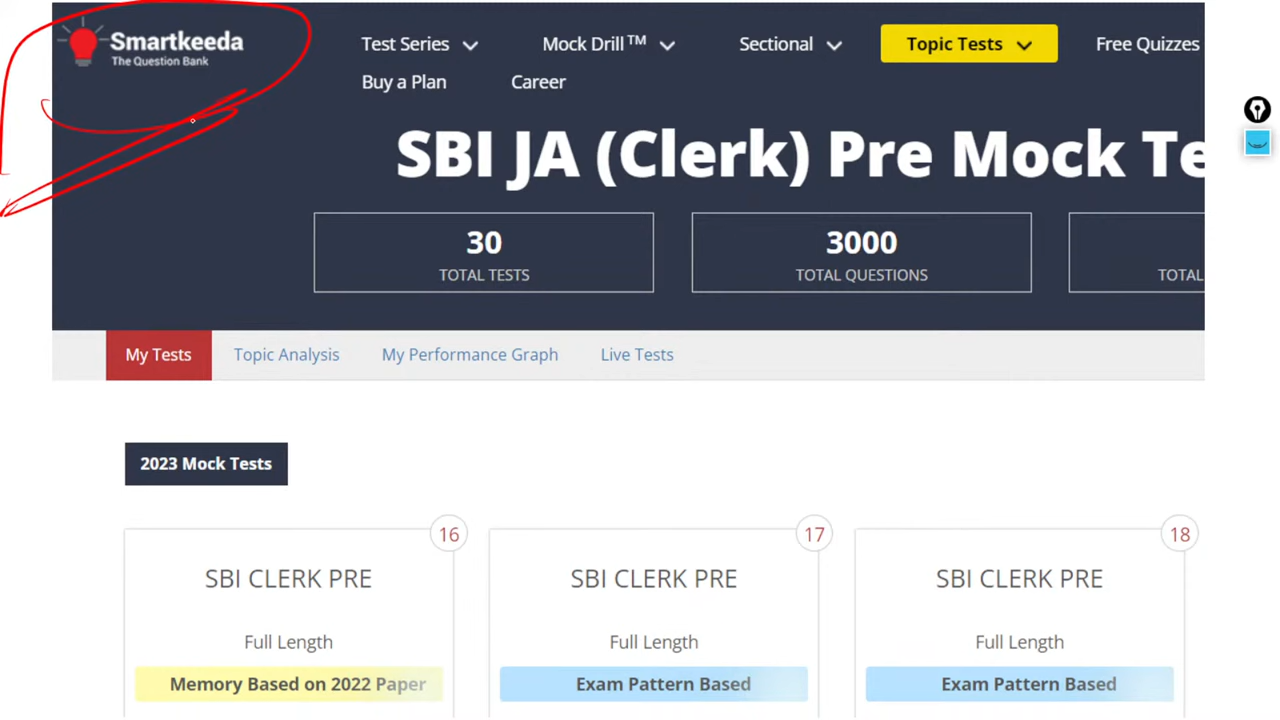 Smartkeeda
The Question Bank
Test Series
Mock Drill™
Sectional
Topic Tests
Free Quizzes
Buy a Plan
Career
SBI JA (Clerk) Pre Mock Te
30
TOTAL TESTS
3000
TOTAL QUESTIONS
TOTAL
My Tests
Topic Analysis
My Performance Graph
Live Tests
2023 Mock Tests
16
SBI CLERK PRE
Full Length
Memory Based on 2022 Paper
17
SBI CLERK PRE
Full Length
Exam Pattern Based
18
SBI CLERK PRE
Full Length
Exam Pattern Based